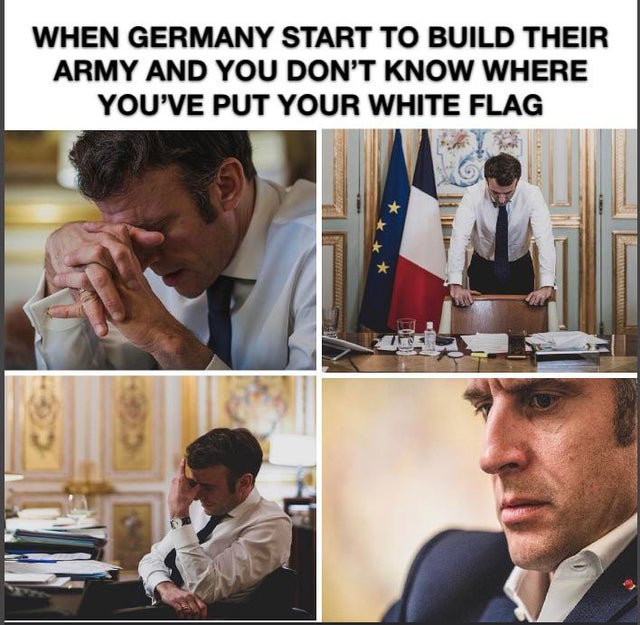 WHEN GERMANY START TO BUILD THEIR
ARMY AND YOU DON'T KNOW WHERE
YOU'VE PUT YOUR WHITE FLAG